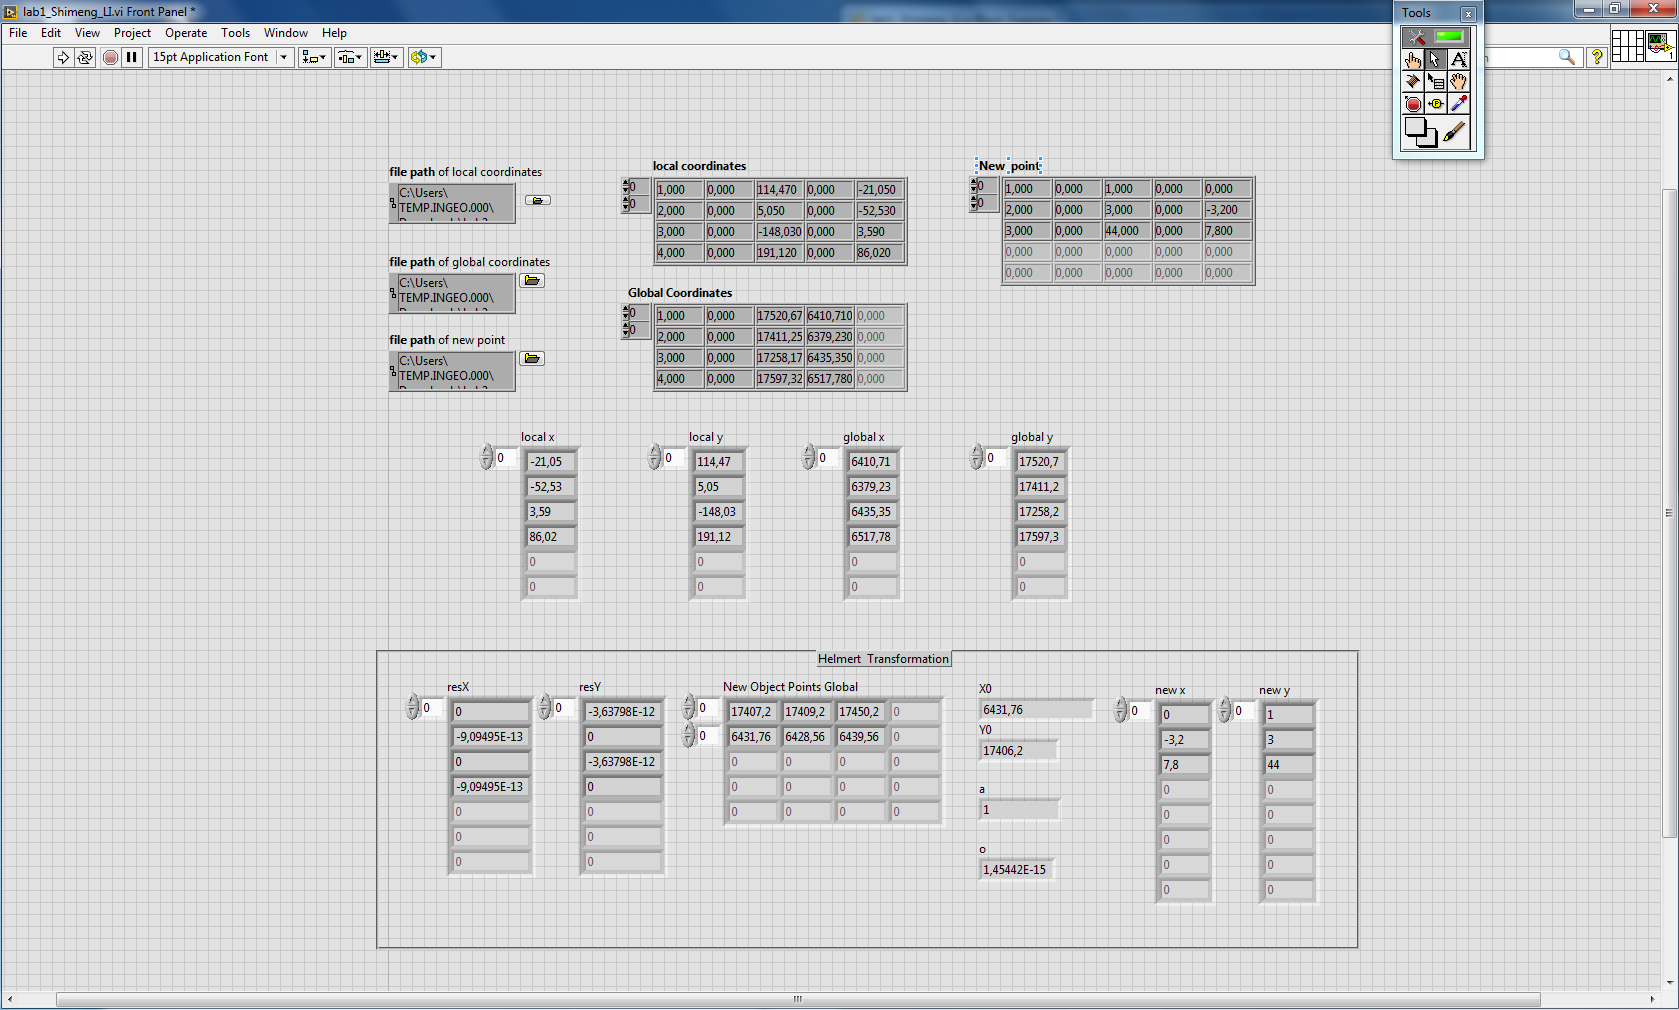 lab1_Shimeng_LI.vi Front Panel *
Tools
File Edit View Project Operate Tools Window Help
15pt Application Font
file path of local coordinates
C:\Users\
TEMP.INGEO.000\
file path of global coordinates
C:\Users\
TEMP.INGEO.000\
file path of new point
C:\Users\
TEMP.INGEO.000\
local coordinates
0
0
1,000 0,000 114,470 0,000 -21,050
2,000 0,000 5,050 0,000 -52,530
3,000 0,000 -148,030 0,000 3,590
4,000 0,000 191,120 0,000 86,020
Global Coordinates
0
0
1,000 0,000 17520,67 6410,710 0,000
2,000 0,000 17411,25 6379,230 0,000
3,000 0,000 17258,17 6435,350 0,000
4,000 0,000 17597,32 6517,780 0,000
New point
0
0
1,000 0,000 1,000 0,000 0,000
2,000 0,000 3,000 0,000 -3,200
3,000 0,000 44,000 0,000 7,800
0,000 0,000 0,000 0,000 0,000
0,000 0,000 0,000 0,000 0,000
local x
0
-21,05
-52,53
3,59
86,02
0
0
local y
0
114,47
5,05
-148,03
191,12
0
0
global x
0
6410,71
6379,23
6435,35
6517,78
0
0
global y
0
17520,7
17411,2
17258,2
17597,3
0
0
Helmert Transformation
resX
0
0
-9,09495E-13
0
-9,09495E-13
0
0
0
resY
0
-3,63798E-12
0
-3,63798E-12
0
0
0
0
New Object Points Global
0
0
17407,2 17409,2 17450,2 0
6431,76 6428,56 6439,56 0
0 0 0 0
0 0 0 0
0 0 0 0
X0
6431,76
Y0
17406,2
a
1
o
1,45442E-15
new x
0
0
-3,2
7,8
0
0
0
0
0
new y
0
1
3
44
0
0
0
0
0